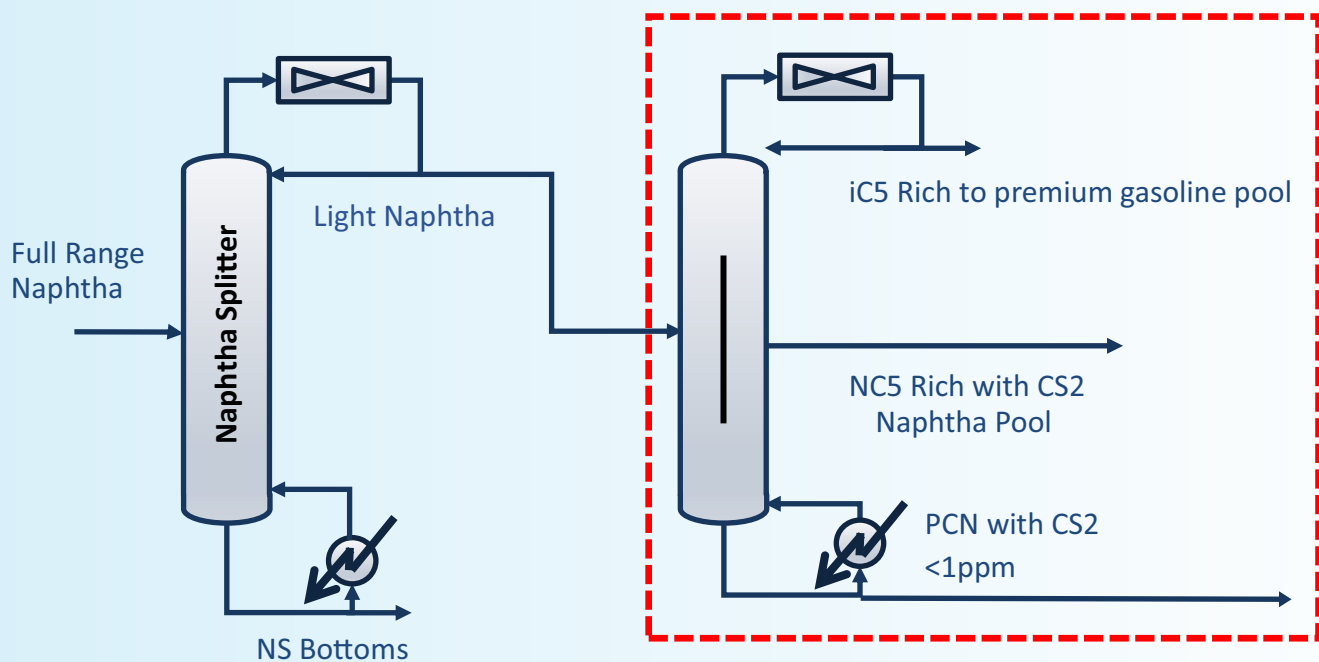 Full Range
Naphtha
Naphtha Splitter
Light Naphtha
NS Bottoms
iC5 Rich to premium gasoline pool
NC5 Rich with CS2
Naphtha Pool
PCN with CS2
<1ppm